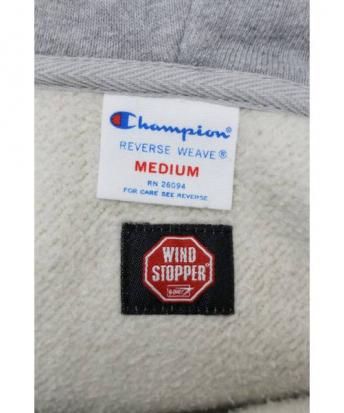 Champion®
REVERSE WEAVE®
MEDIUM
RN 26094
FOR CARE SEE REVERSE
WIND
STOPPER®